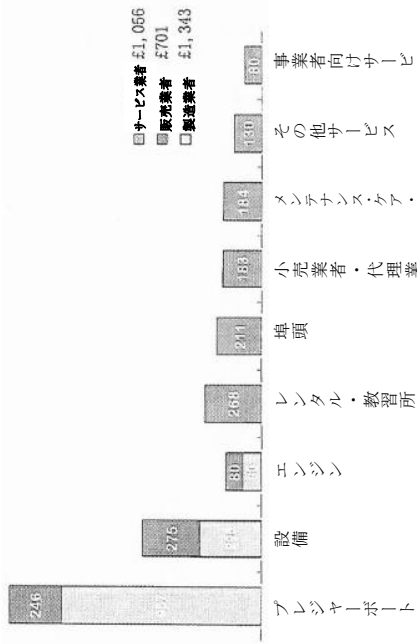 サービス業者 £1,056
販売業者 £701
製造業者 £1,343
246
275
80
268
211
183
184
130
80
プレジャーボート
設備
エンジン
レンタル・教習所
埠頭
小売業者・代理業
メンテナンス・ケア・
その他サービス
事業者向けサービ